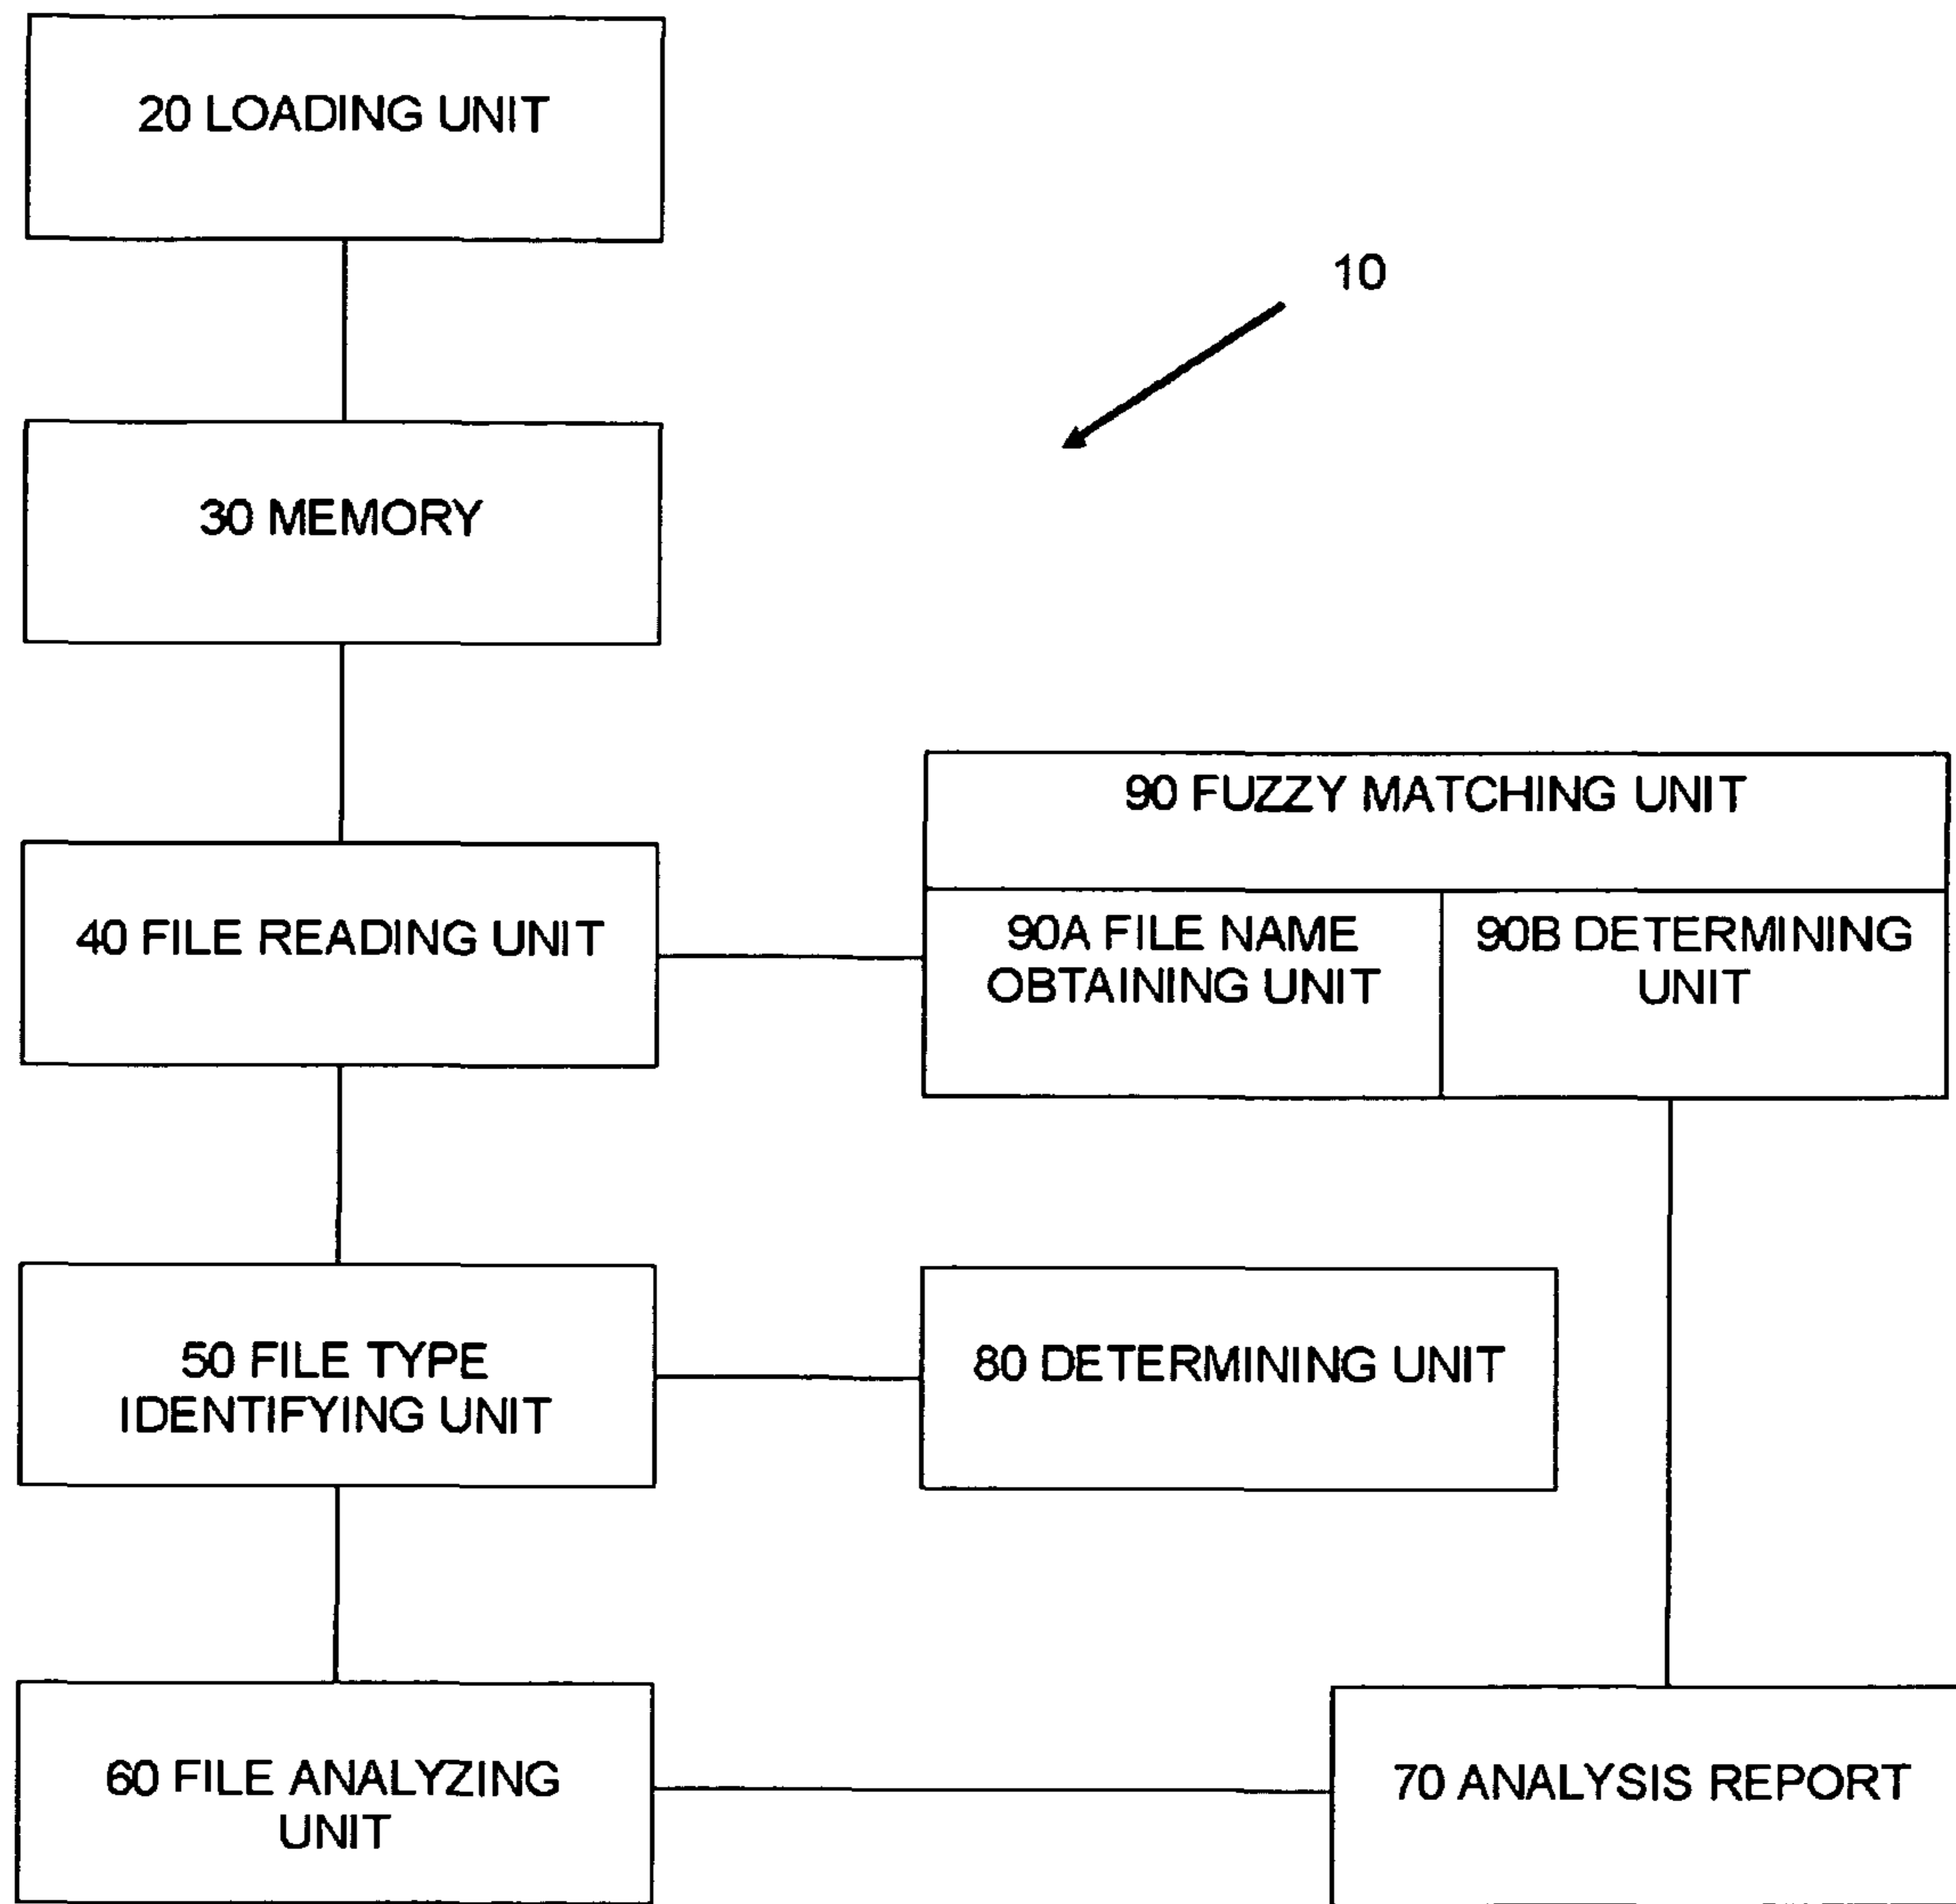 20 LOADING UNIT
10
30 MEMORY
90 FUZZY MATCHING UNIT
40 FILE READING UNIT
90A FILE NAME
OBTAINING UNIT
90B DETERMINING
UNIT
50 FILE TYPE
IDENTIFYING UNIT
80 DETERMINING UNIT
60 FILE ANALYZING
UNIT
70 ANALYSIS REPORT